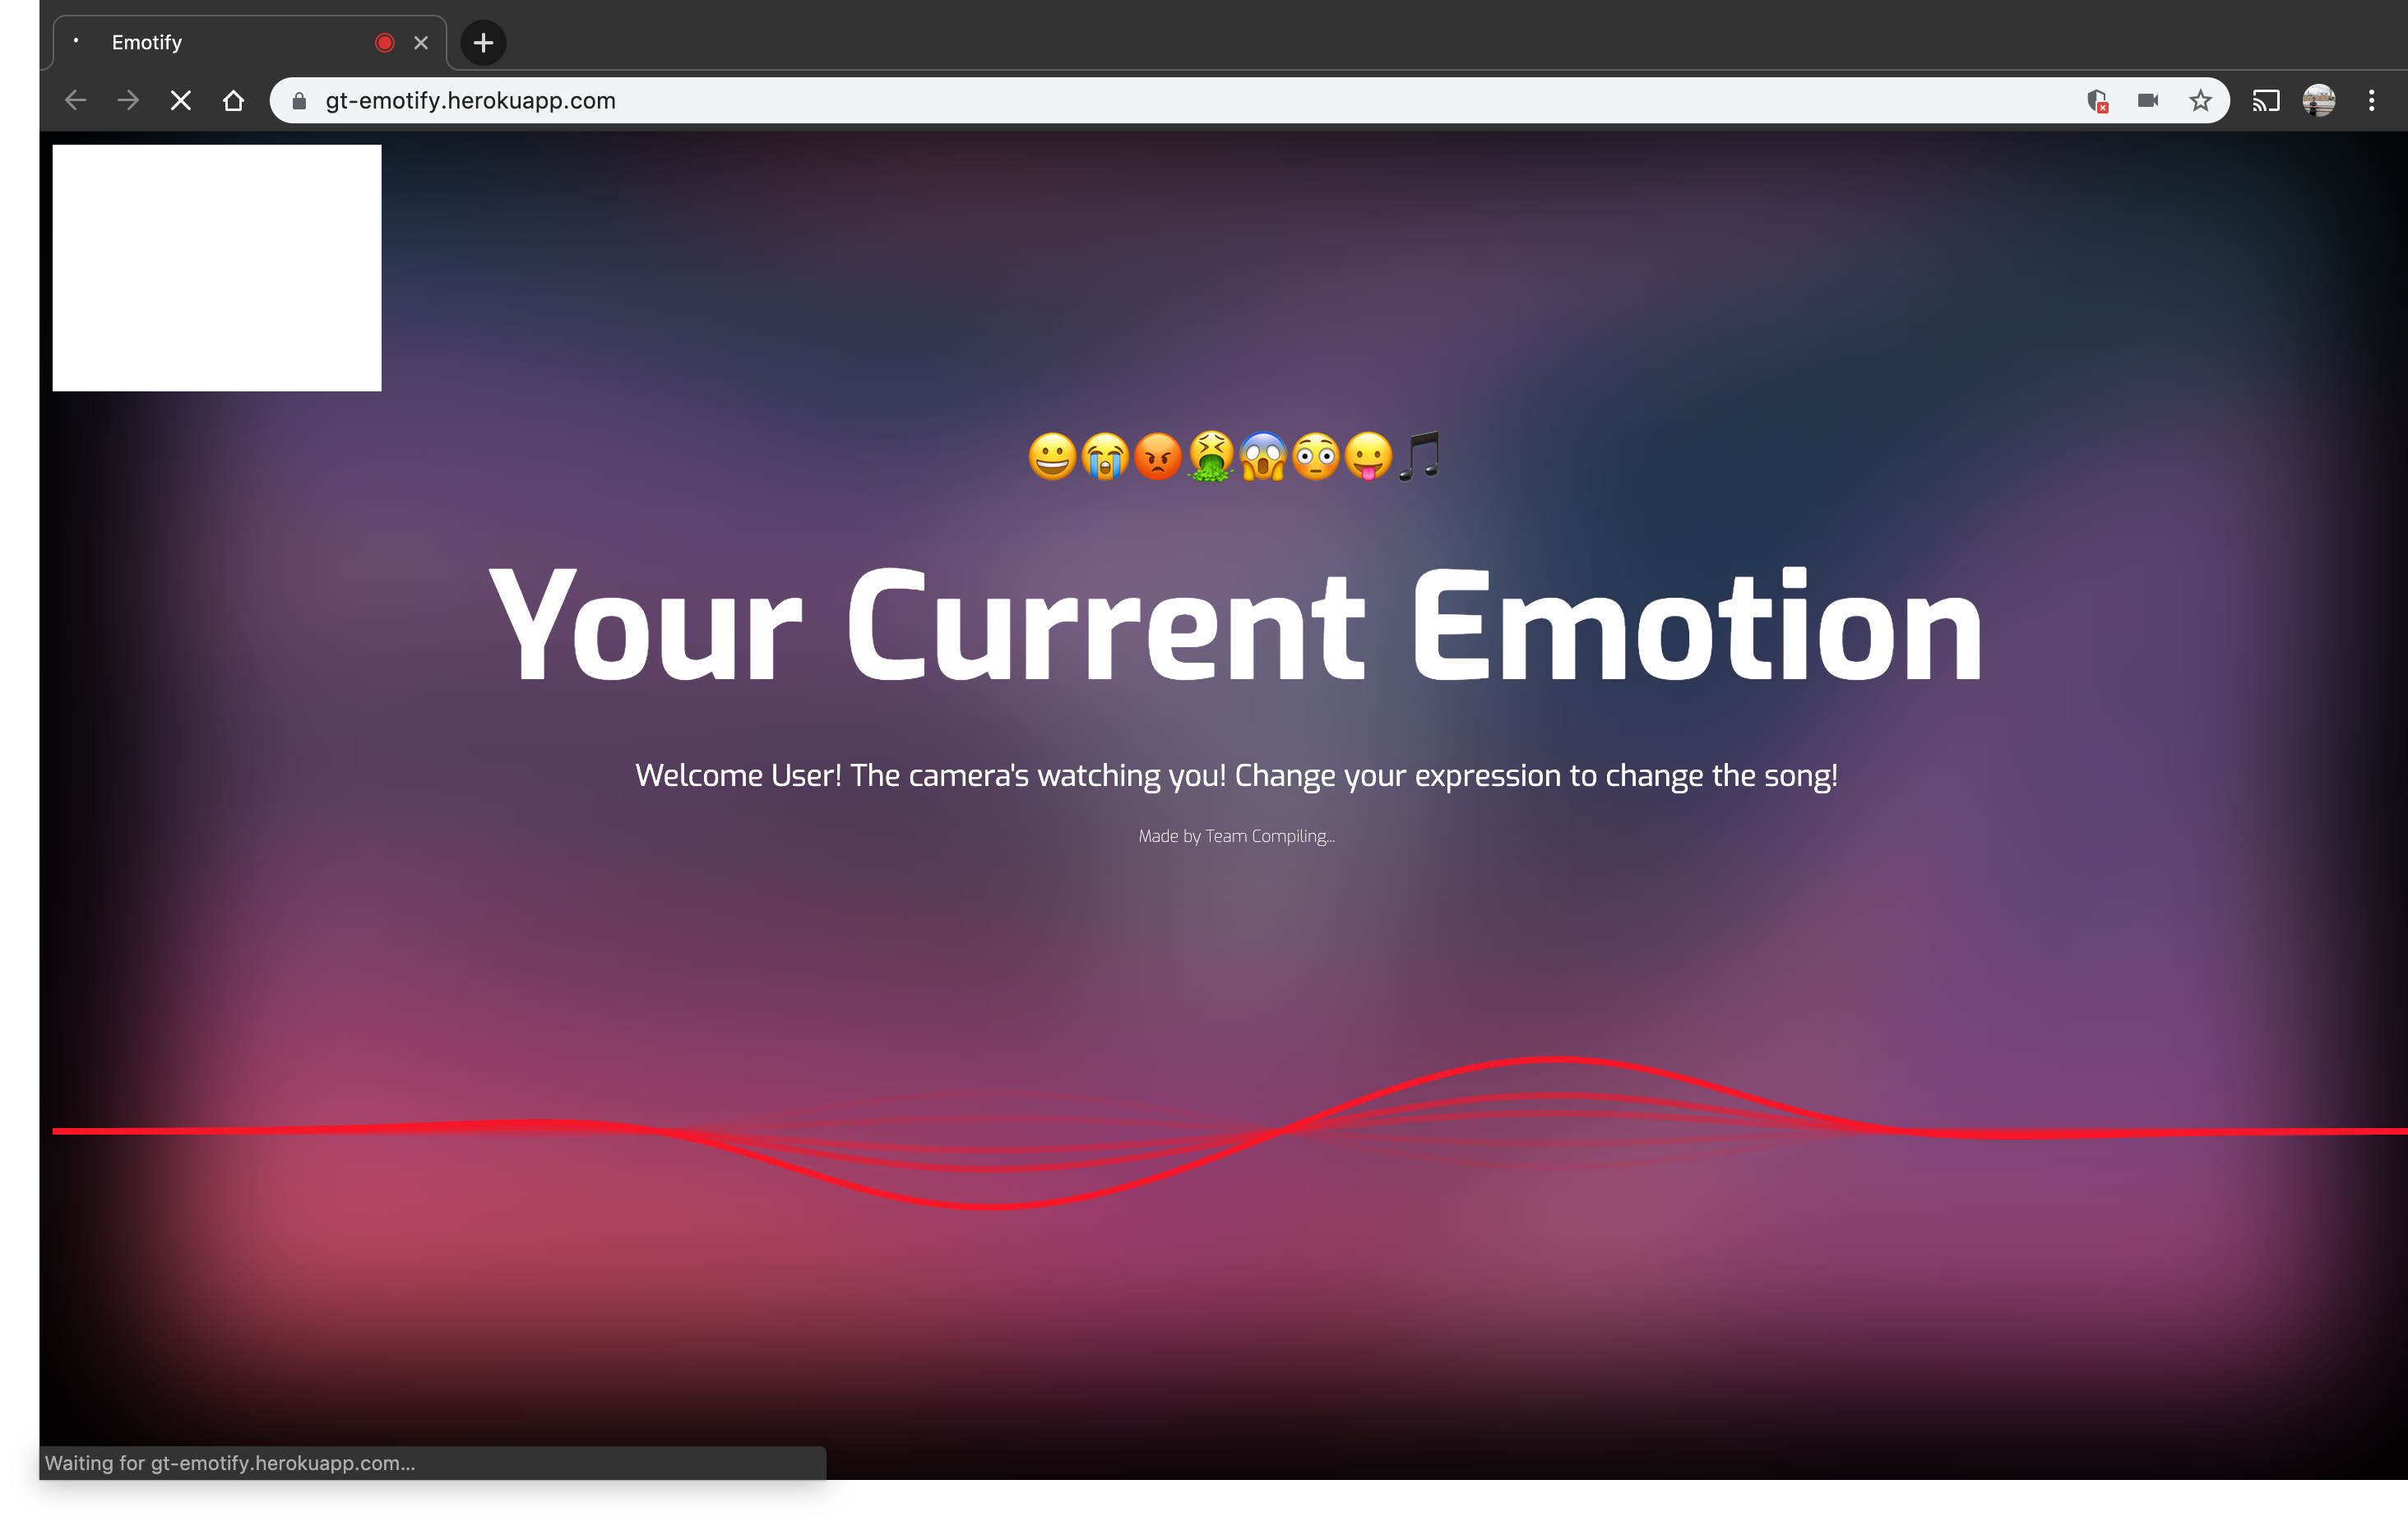 Emotify
gt-emotify.herokuapp.com
😀😭😡🤮😱😳😛🎵
Your Current Emotion
Welcome User! The camera's watching you! Change your expression to change the song!
Made by Team Compiling...
Waiting for gt-emotify.herokuapp.com...